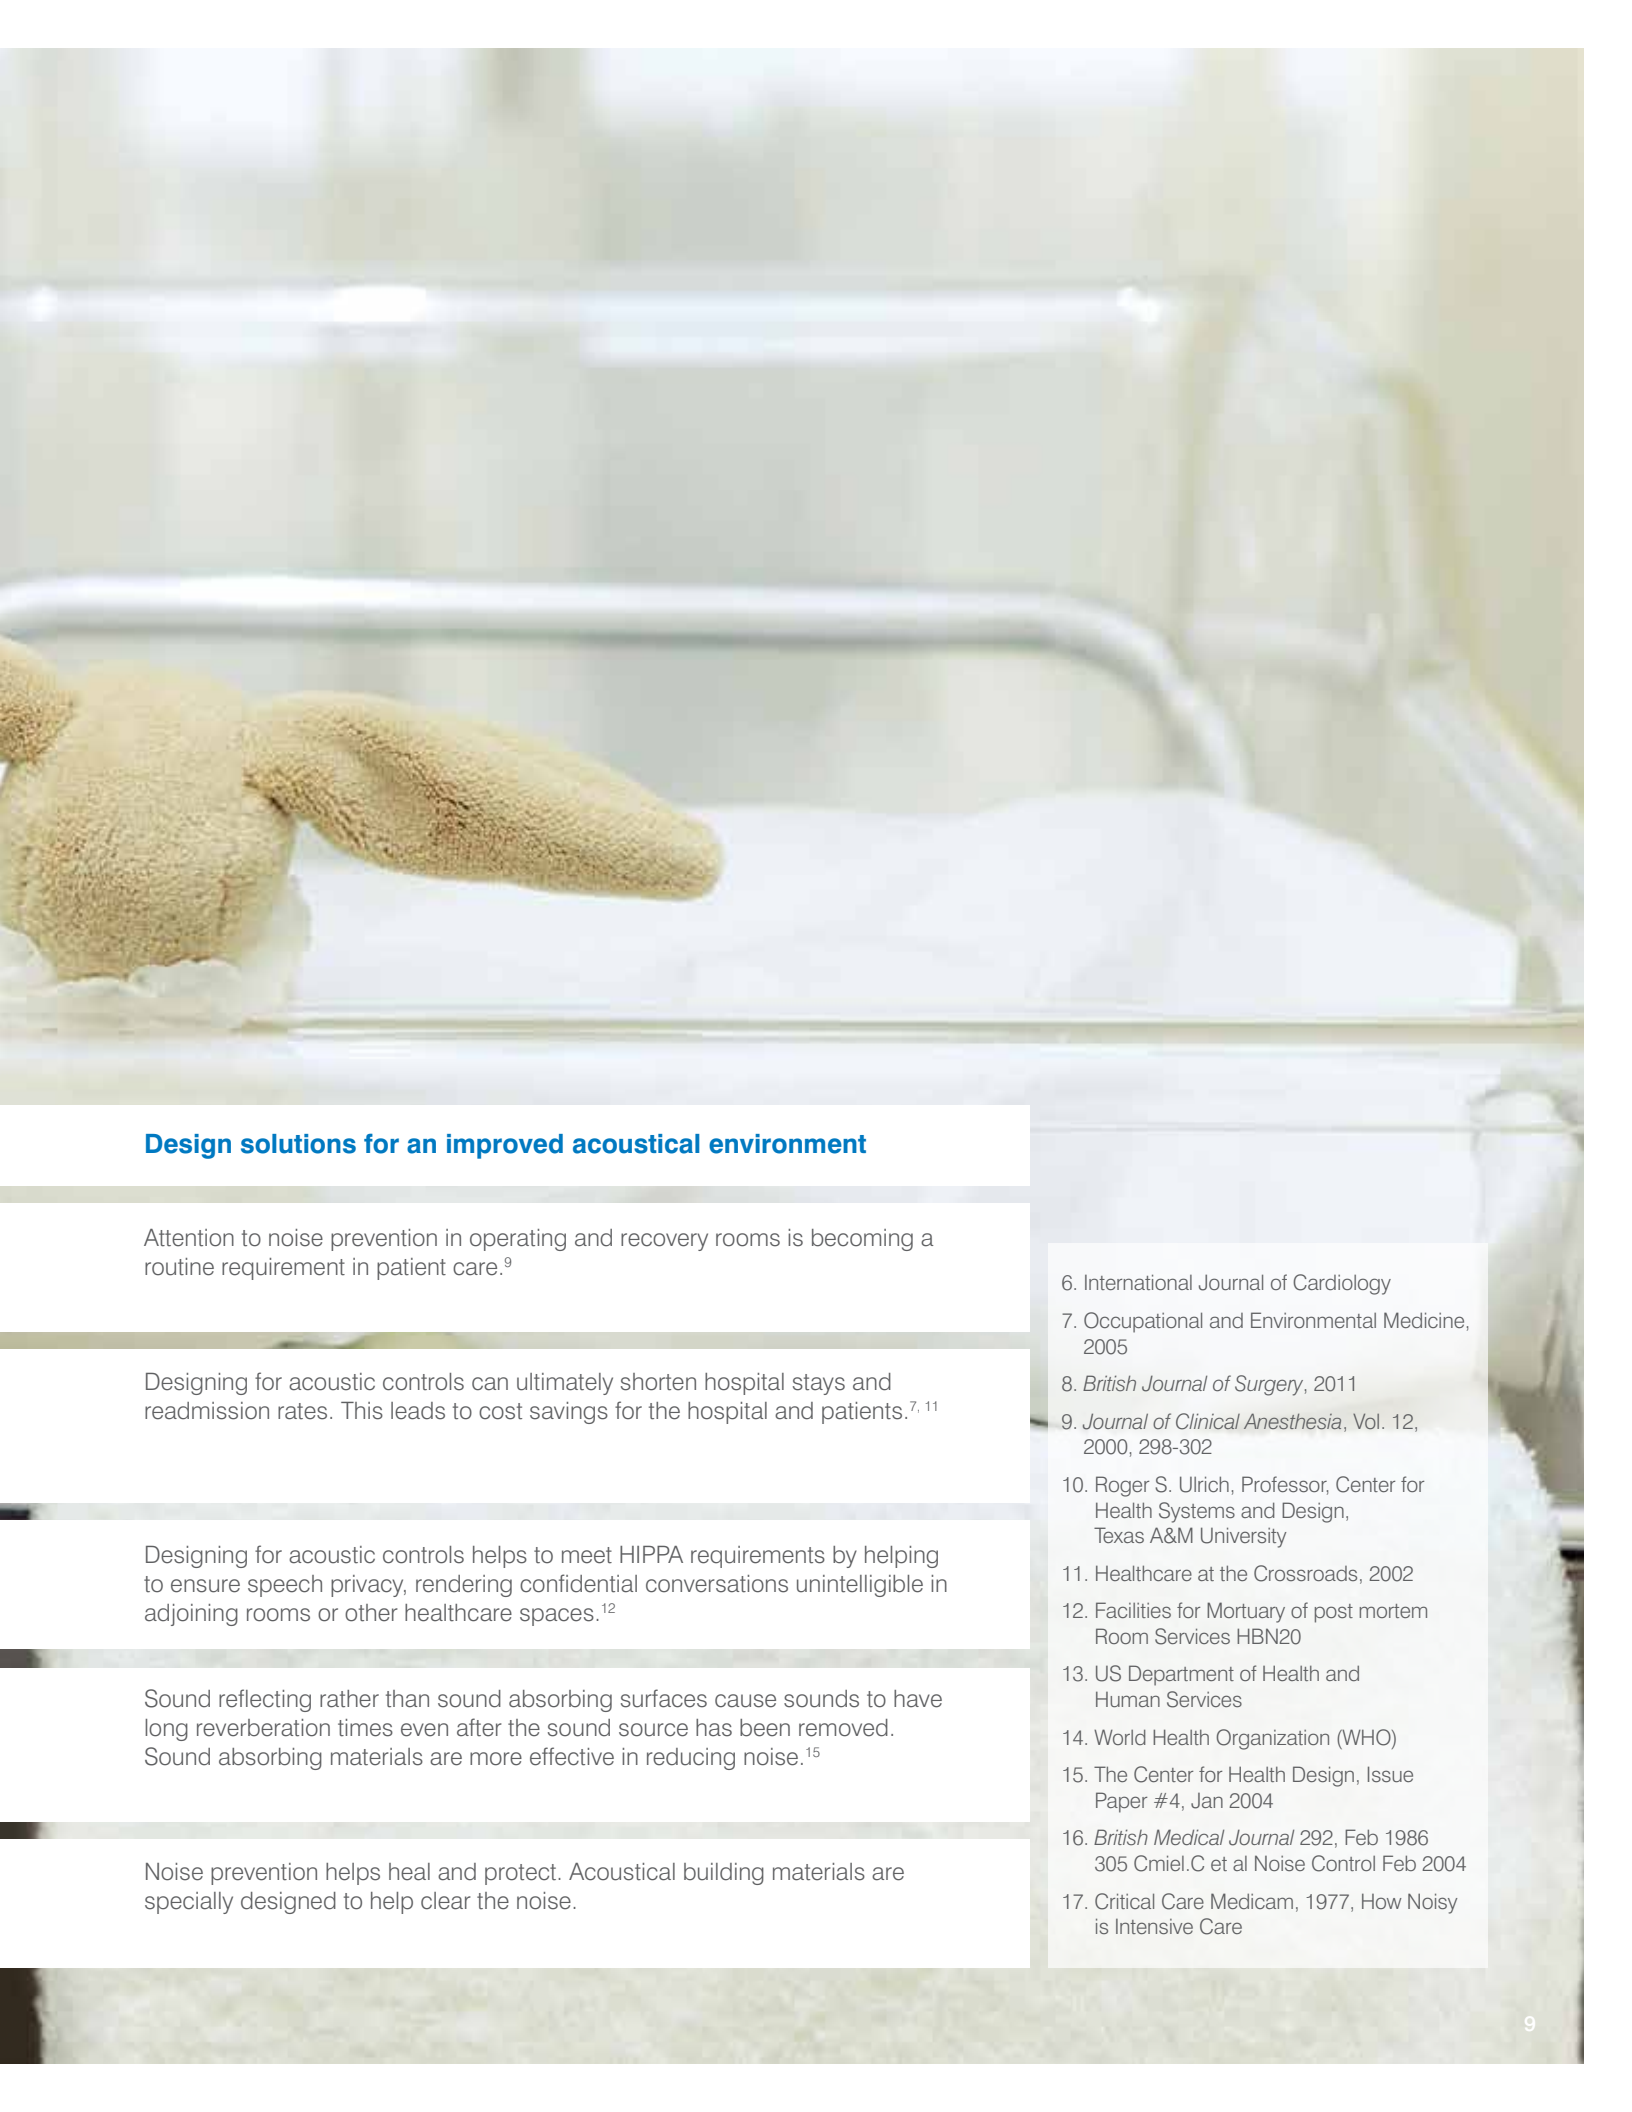 Design solutions for an improved acoustical environment
Attention to noise prevention in operating and recovery rooms is becoming a
routine requirement in patient care.9
Designing for acoustic controls can ultimately shorten hospital stays and
readmission rates. This leads to cost savings for the hospital and patients.7, 11
Designing for acoustic controls helps to meet HIPPA requirements by helping
to ensure speech privacy, rendering confidential conversations unintelligible in
adjoining rooms or other healthcare spaces.12
Sound reflecting rather than sound absorbing surfaces cause sounds to have
long reverberation times even after the sound source has been removed.
Sound absorbing materials are more effective in reducing noise.15
Noise prevention helps heal and protect. Acoustical building materials are
specially designed to help clear the noise.
6. International Journal of Cardiology
7. Occupational and Environmental Medicine,
2005
8. British Journal of Surgery, 2011
9. Journal of Clinical Anesthesia, Vol. 12,
2000, 298-302
10. Roger S. Ulrich, Professor, Center for
Health Systems and Design,
Texas A&M University
11. Healthcare at the Crossroads, 2002
12. Facilities for Mortuary of post mortem
Room Services HBN20
13. US Department of Health and
Human Services
14. World Health Organization (WHO)
15. The Center for Health Design, Issue
Paper #4, Jan 2004
16. British Medical Journal 292, Feb 1986
305 Cmiel.C et al Noise Control Feb 2004
17. Critical Care Medicam, 1977, How Noisy
is Intensive Care
9